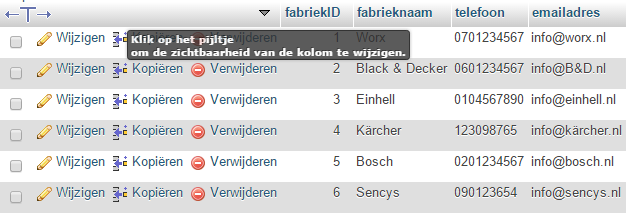 fabriekID fabrieknaam telefoon emailadres
Klik op het pijltje
om de zichtbaarheid van de kolom te wijzigen.
Wijzigen 1 Worx 0701234567 info@worx.nl
Wijzigen Kopiëren Verwijderen 2 Black & Decker 0601234567 info@B&D.nl
Wijzigen Kopiëren Verwijderen 3 Einhell 0104567890 info@einhell.nl
Wijzigen Kopiëren Verwijderen 4 Kärcher 123098765 info@kärcher.nl
Wijzigen Kopiëren Verwijderen 5 Bosch 0201234567 info@bosch.nl
Wijzigen Kopiëren Verwijderen 6 Sencys 090123654 info@sencys.nl